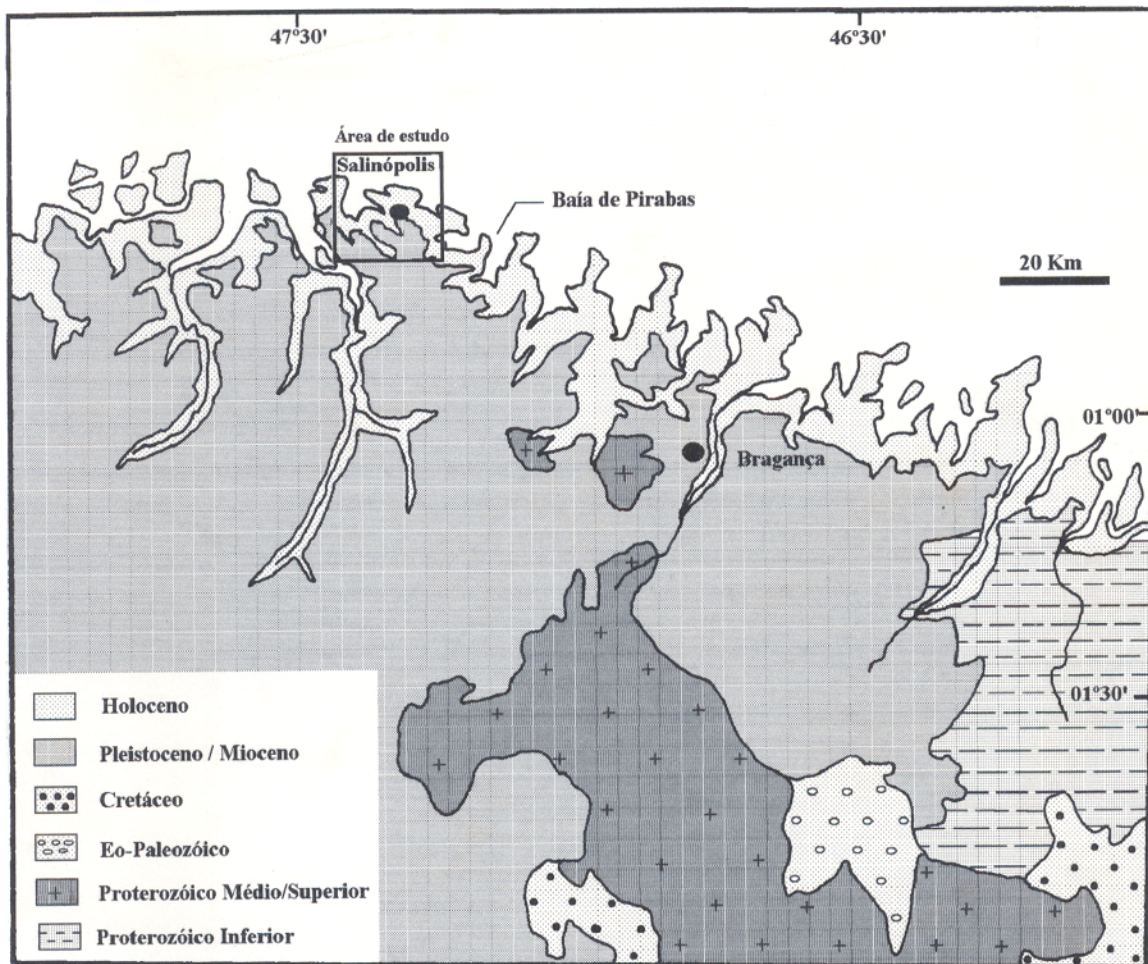 47°30'
46°30'
Área de estudo
Salinópolis
Baía de Pirabas
20 Km
01°00'
Bragança
01°30'
Holoceno
Pleistoceno / Mioceno
Cretáceo
Eo-Paleozóico
Proterozóico Médio/Superior
Proterozóico Inferior